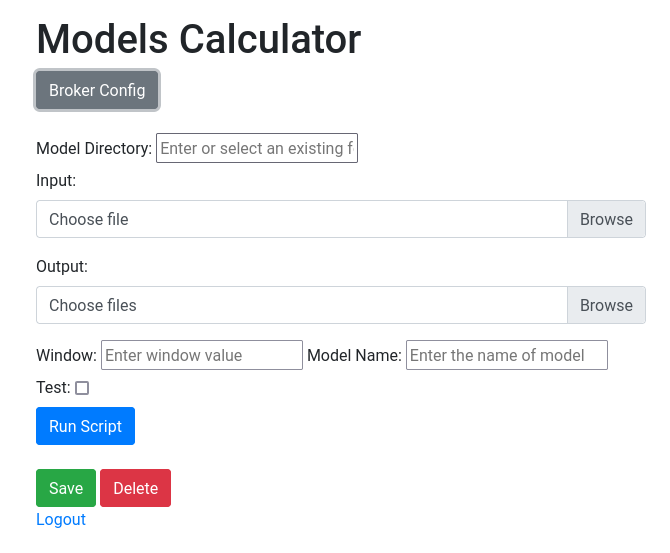 Models Calculator
Broker Config
Model Directory: Enter or select an existing f
Input:
Choose file Browse
Output:
Choose files Browse
Window: Enter window value Model Name: Enter the name of model
Test:
Run Script
Save Delete
Logout